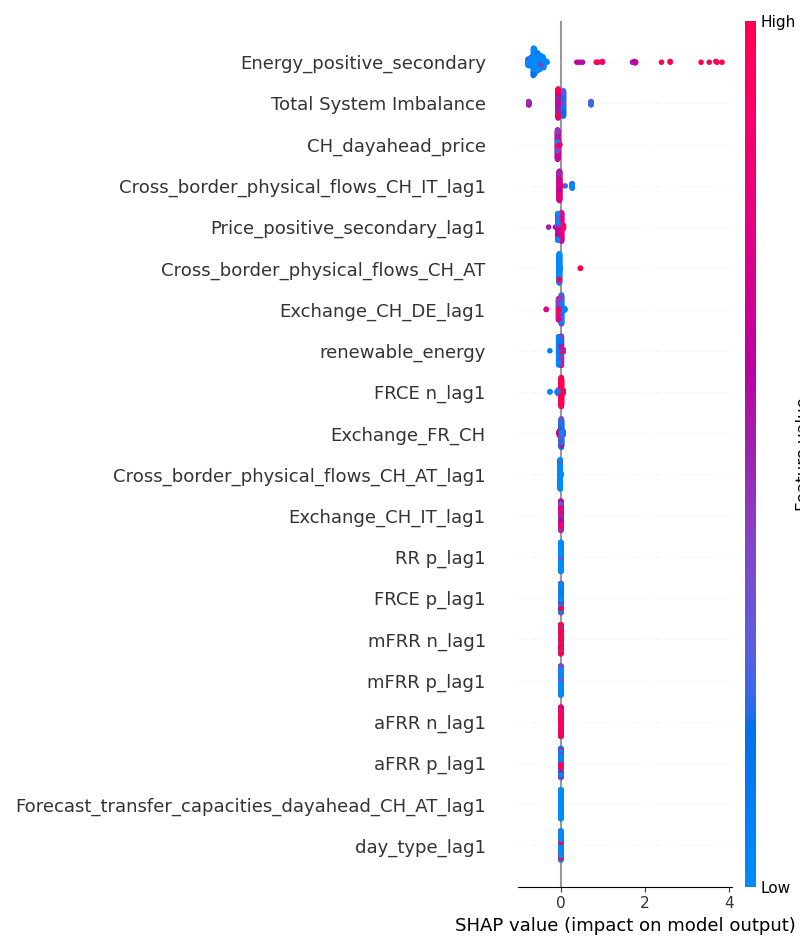 High
Energy_positive_secondary
Total System Imbalance
CH_dayahead_price
Cross_border_physical_flows_CH_IT_lag1
Price_positive_secondary_lag1
Cross_border_physical_flows_CH_AT
Exchange_CH_DE_lag1
renewable_energy
FRCE n_lag1
Exchange_FR_CH
Cross_border_physical_flows_CH_AT_lag1
Exchange_CH_IT_lag1
RR p_lag1
FRCE p_lag1
mFRR n_lag1
mFRR p_lag1
aFRR n_lag1
aFRR p_lag1
Forecast_transfer_capacities_dayahead_CH_AT_lag1
day_type_lag1
Low
0 2 4
SHAP value (impact on model output)